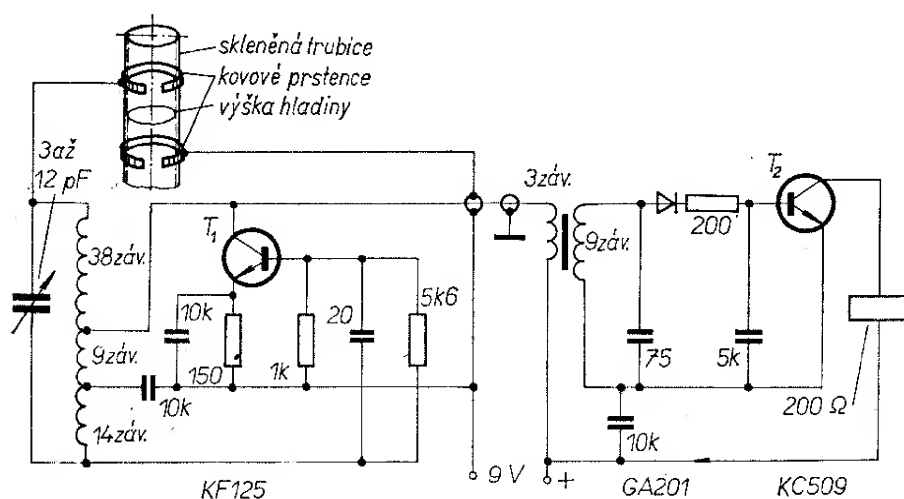 skleněná trubice
kovové prstence
výška hladiny
3až
12 pF
3záv.
T2
T1
200
38záv.
9záv.
10k
5k6
20
9záv.
150
1k
75
5k
10k
14záv.
10k
200 Ω
9 V
+
KF125
GA201
KC509